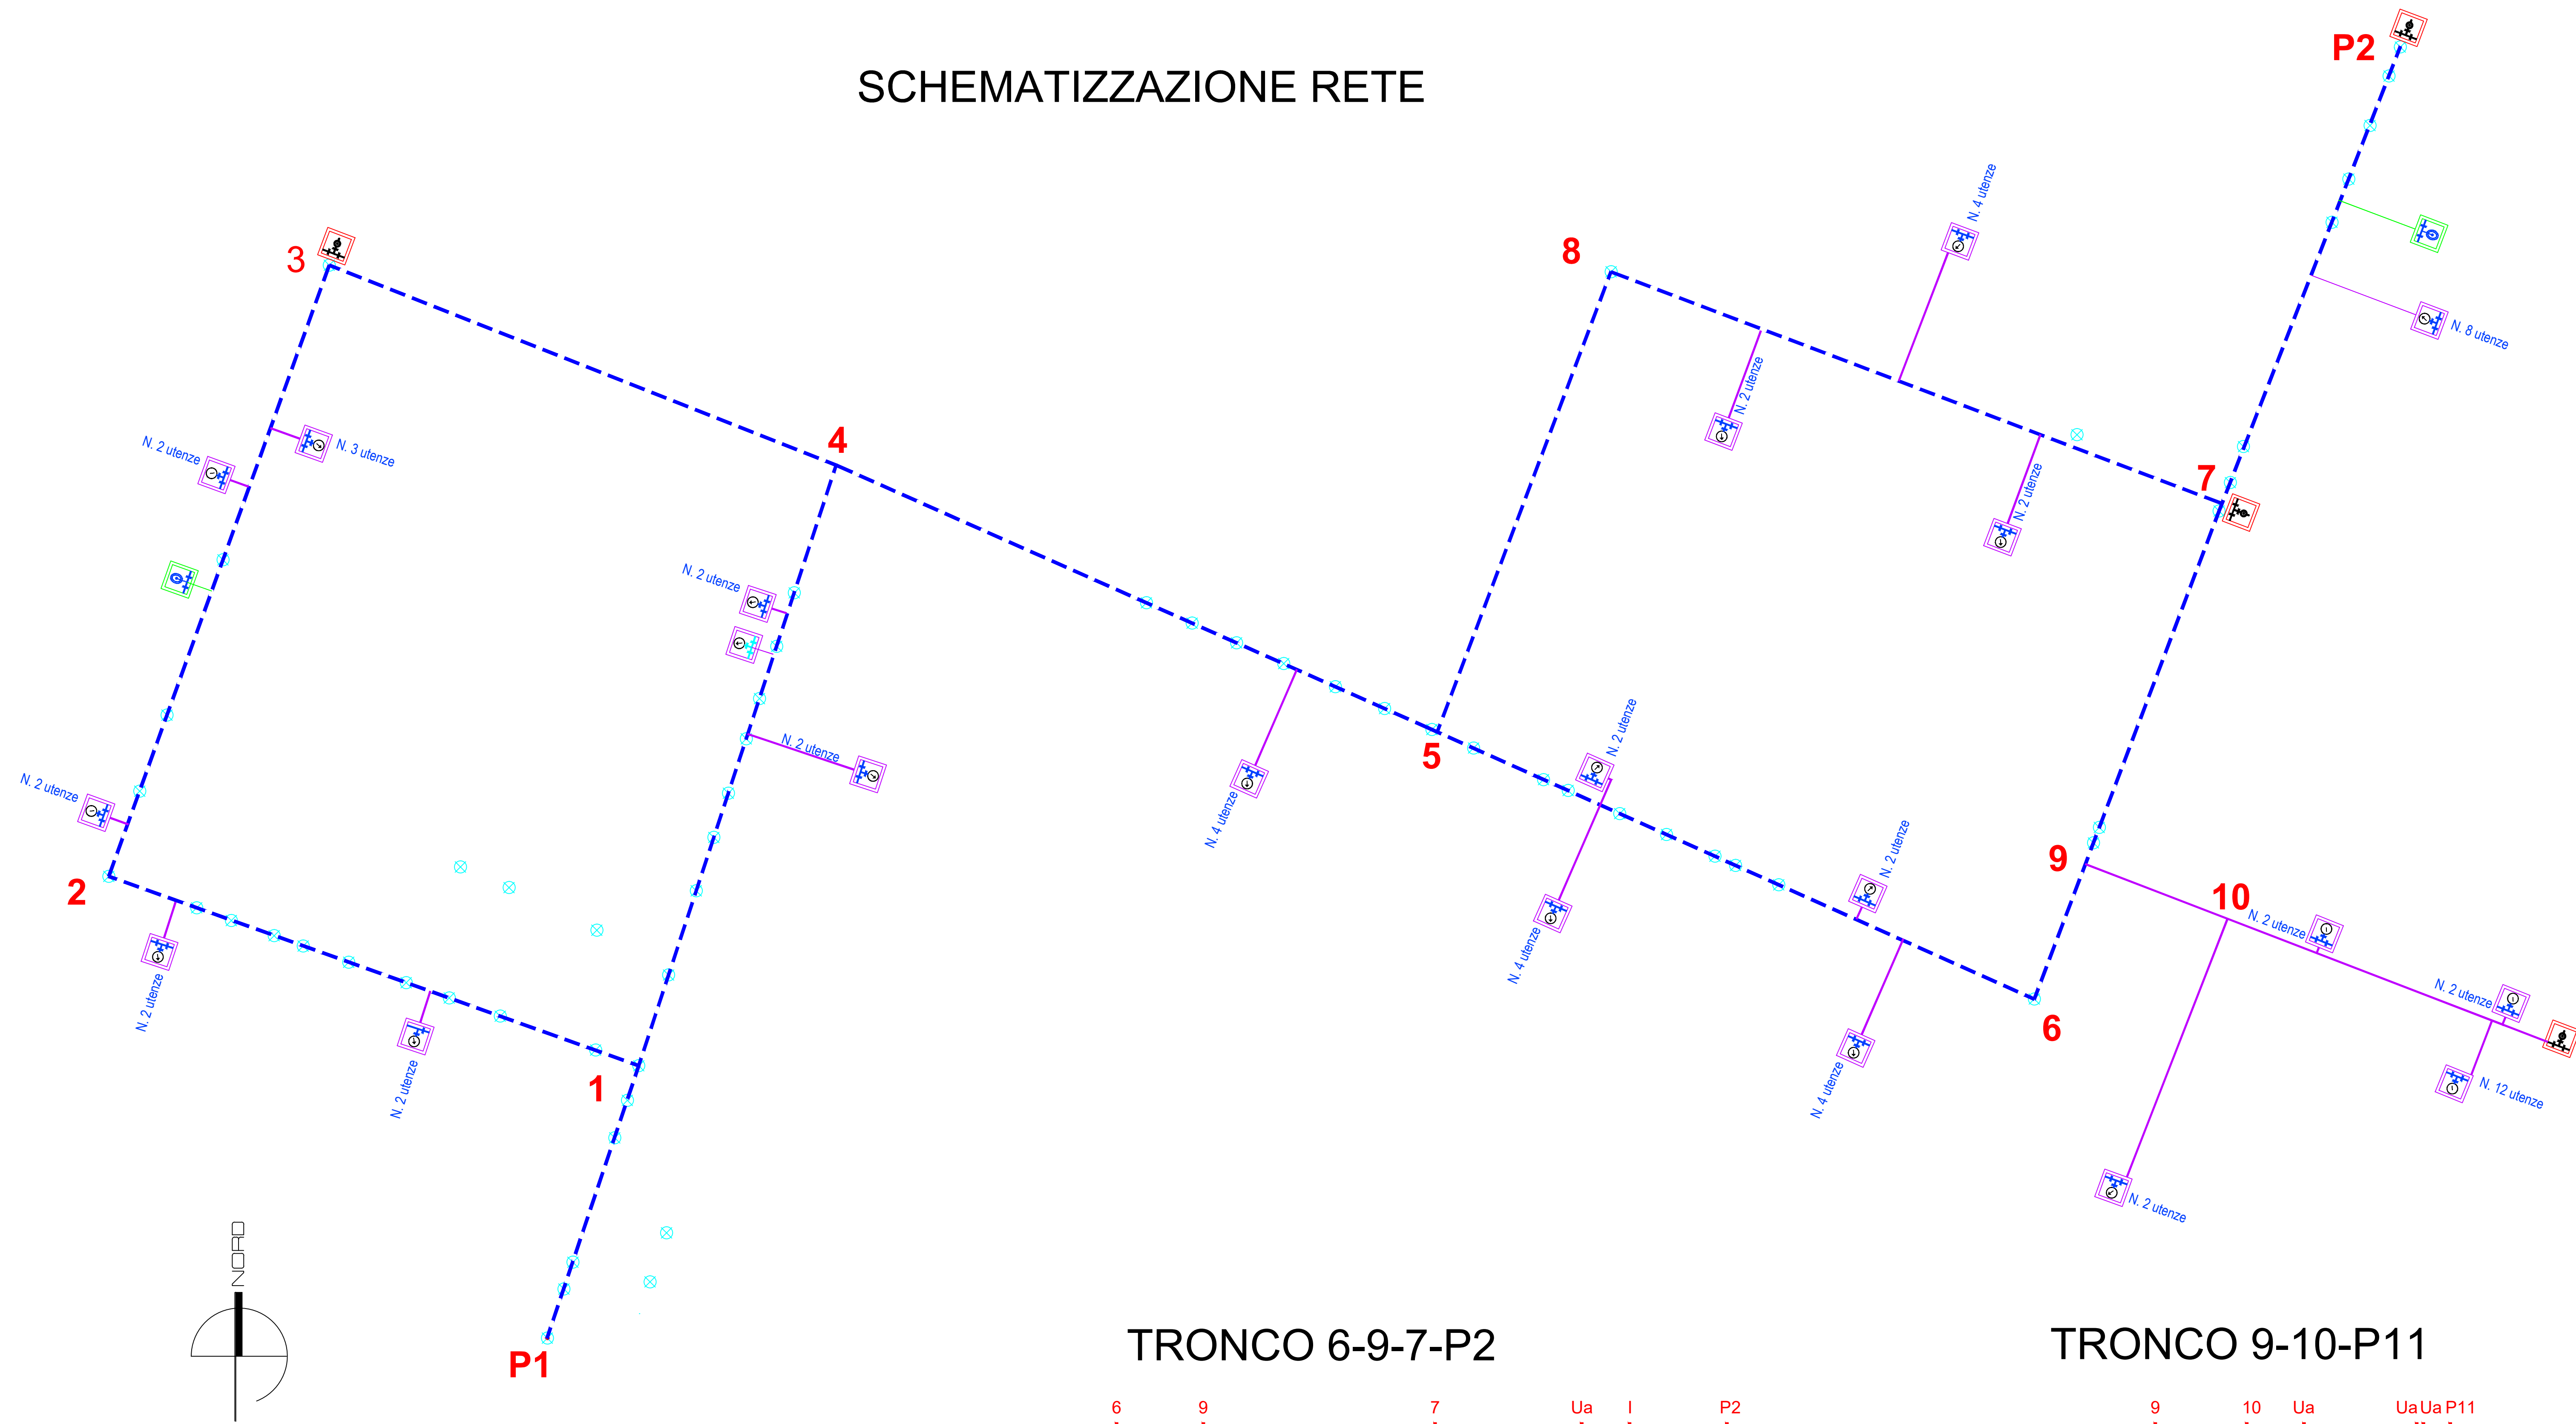 SCHEMATIZZAZIONE RETE
P2
N. 4 utenze
8
3
N. 8 utenze
N. 2 utenze
4
N. 2 utenze
N. 3 utenze
7
N. 2 utenze
N. 2 utenze
5
N. 2 utenze
N. 2 utenze
N. 2 utenze
N. 4 utenze
N. 2 utenze
9
2
10
N. 2 utenze
N. 4 utenze
N. 2 utenze
N. 2 utenze
6
1
N. 2 utenze
N. 4 utenze
N. 12 utenze
N. 2 utenze
NORD
P1
TRONCO 6-9-7-P2
TRONCO 9-10-P11
6 9 7 Ua I P2
9 10 Ua Ua Ua P11